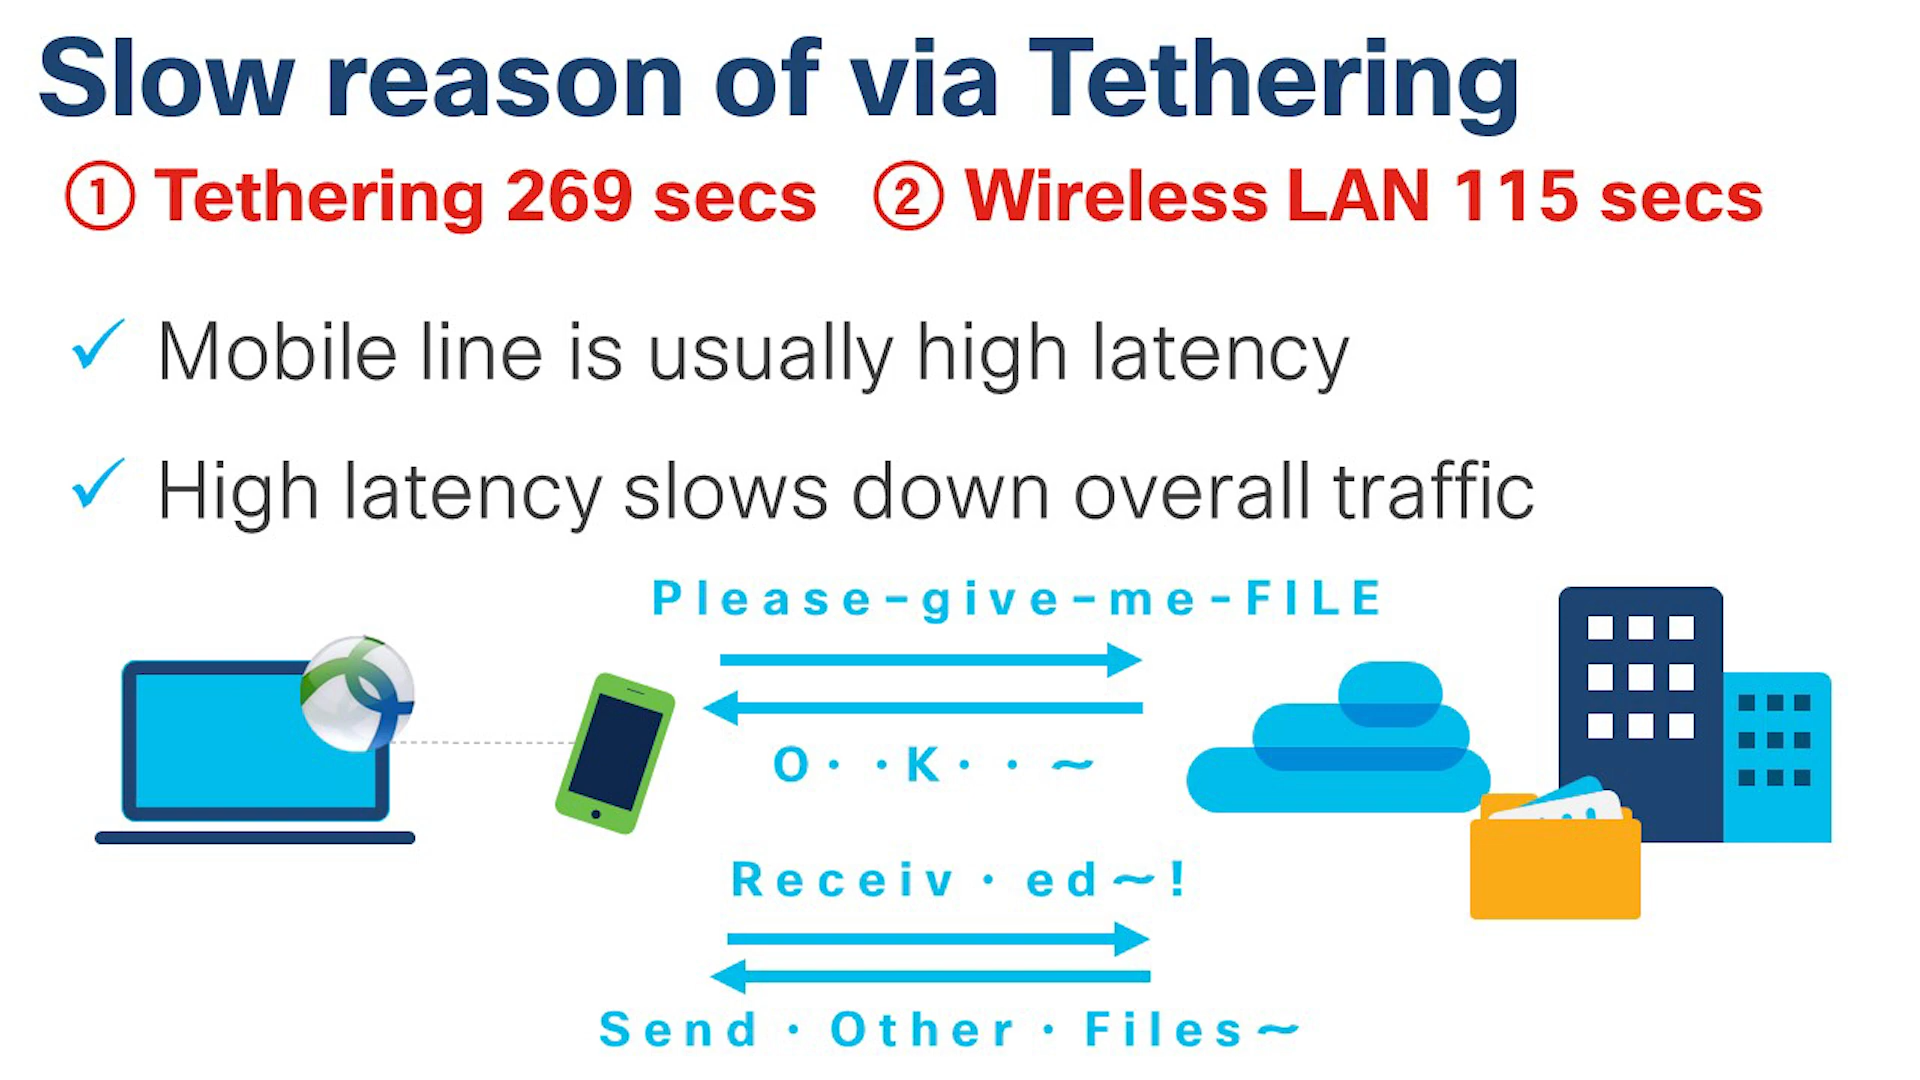 Slow reason of via Tethering
① Tethering 269 secs ② Wireless LAN 115 secs
✓ Mobile line is usually high latency
✓ High latency slows down overall traffic
Please-give-me-FILE
O・・K・・～
Receiv・ed～!
Send・Other・Files～